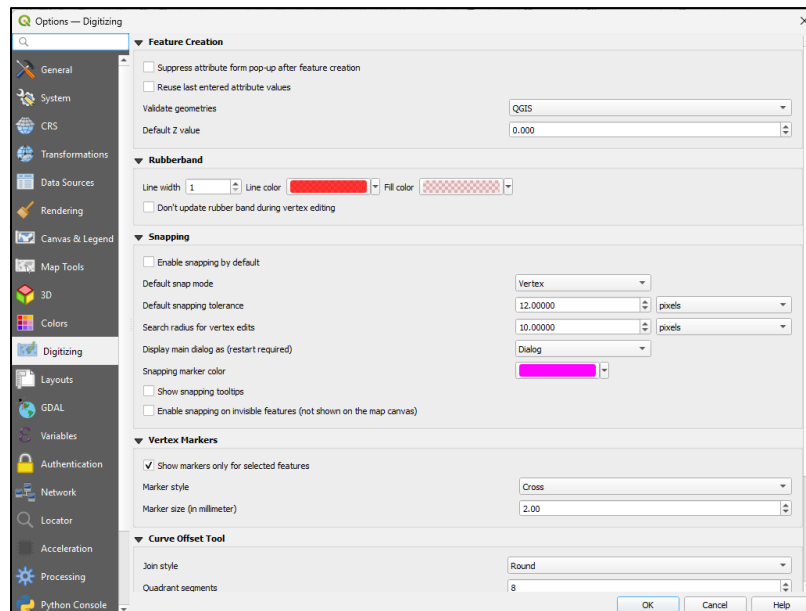 Options — Digitizing
General
System
CRS
Transformations
Data Sources
Rendering
Canvas & Legend
Map Tools
3D
Colors
Digitizing
Layouts
GDAL
Variables
Authentication
Network
Locator
Acceleration
Processing
Python Console
Feature Creation
Suppress attribute form pop-up after feature creation
Reuse last entered attribute values
Validate geometries QGIS
Default Z value 0.000
Rubberband
Line width 1 Line color Fill color
Don't update rubber band during vertex editing
Snapping
Enable snapping by default
Default snap mode Vertex
Default snapping tolerance 12.00000 pixels
Search radius for vertex edits 10.00000 pixels
Display main dialog as (restart required) Dialog
Snapping marker color
Show snapping tooltips
Enable snapping on invisible features (not shown on the map canvas)
Vertex Markers
Show markers only for selected features
Marker style Cross
Marker size (in millimeter) 2.00
Curve Offset Tool
Join style Round
Quadrant segments 8
OK Cancel Help